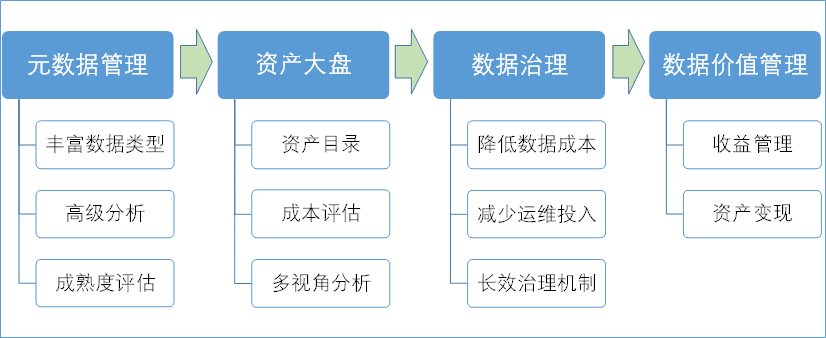 元数据管理
丰富数据类型
高级分析
成熟度评估
资产大盘
资产目录
成本评估
多视角分析
数据治理
降低数据成本
减少运维投入
长效治理机制
数据价值管理
收益管理
资产变现